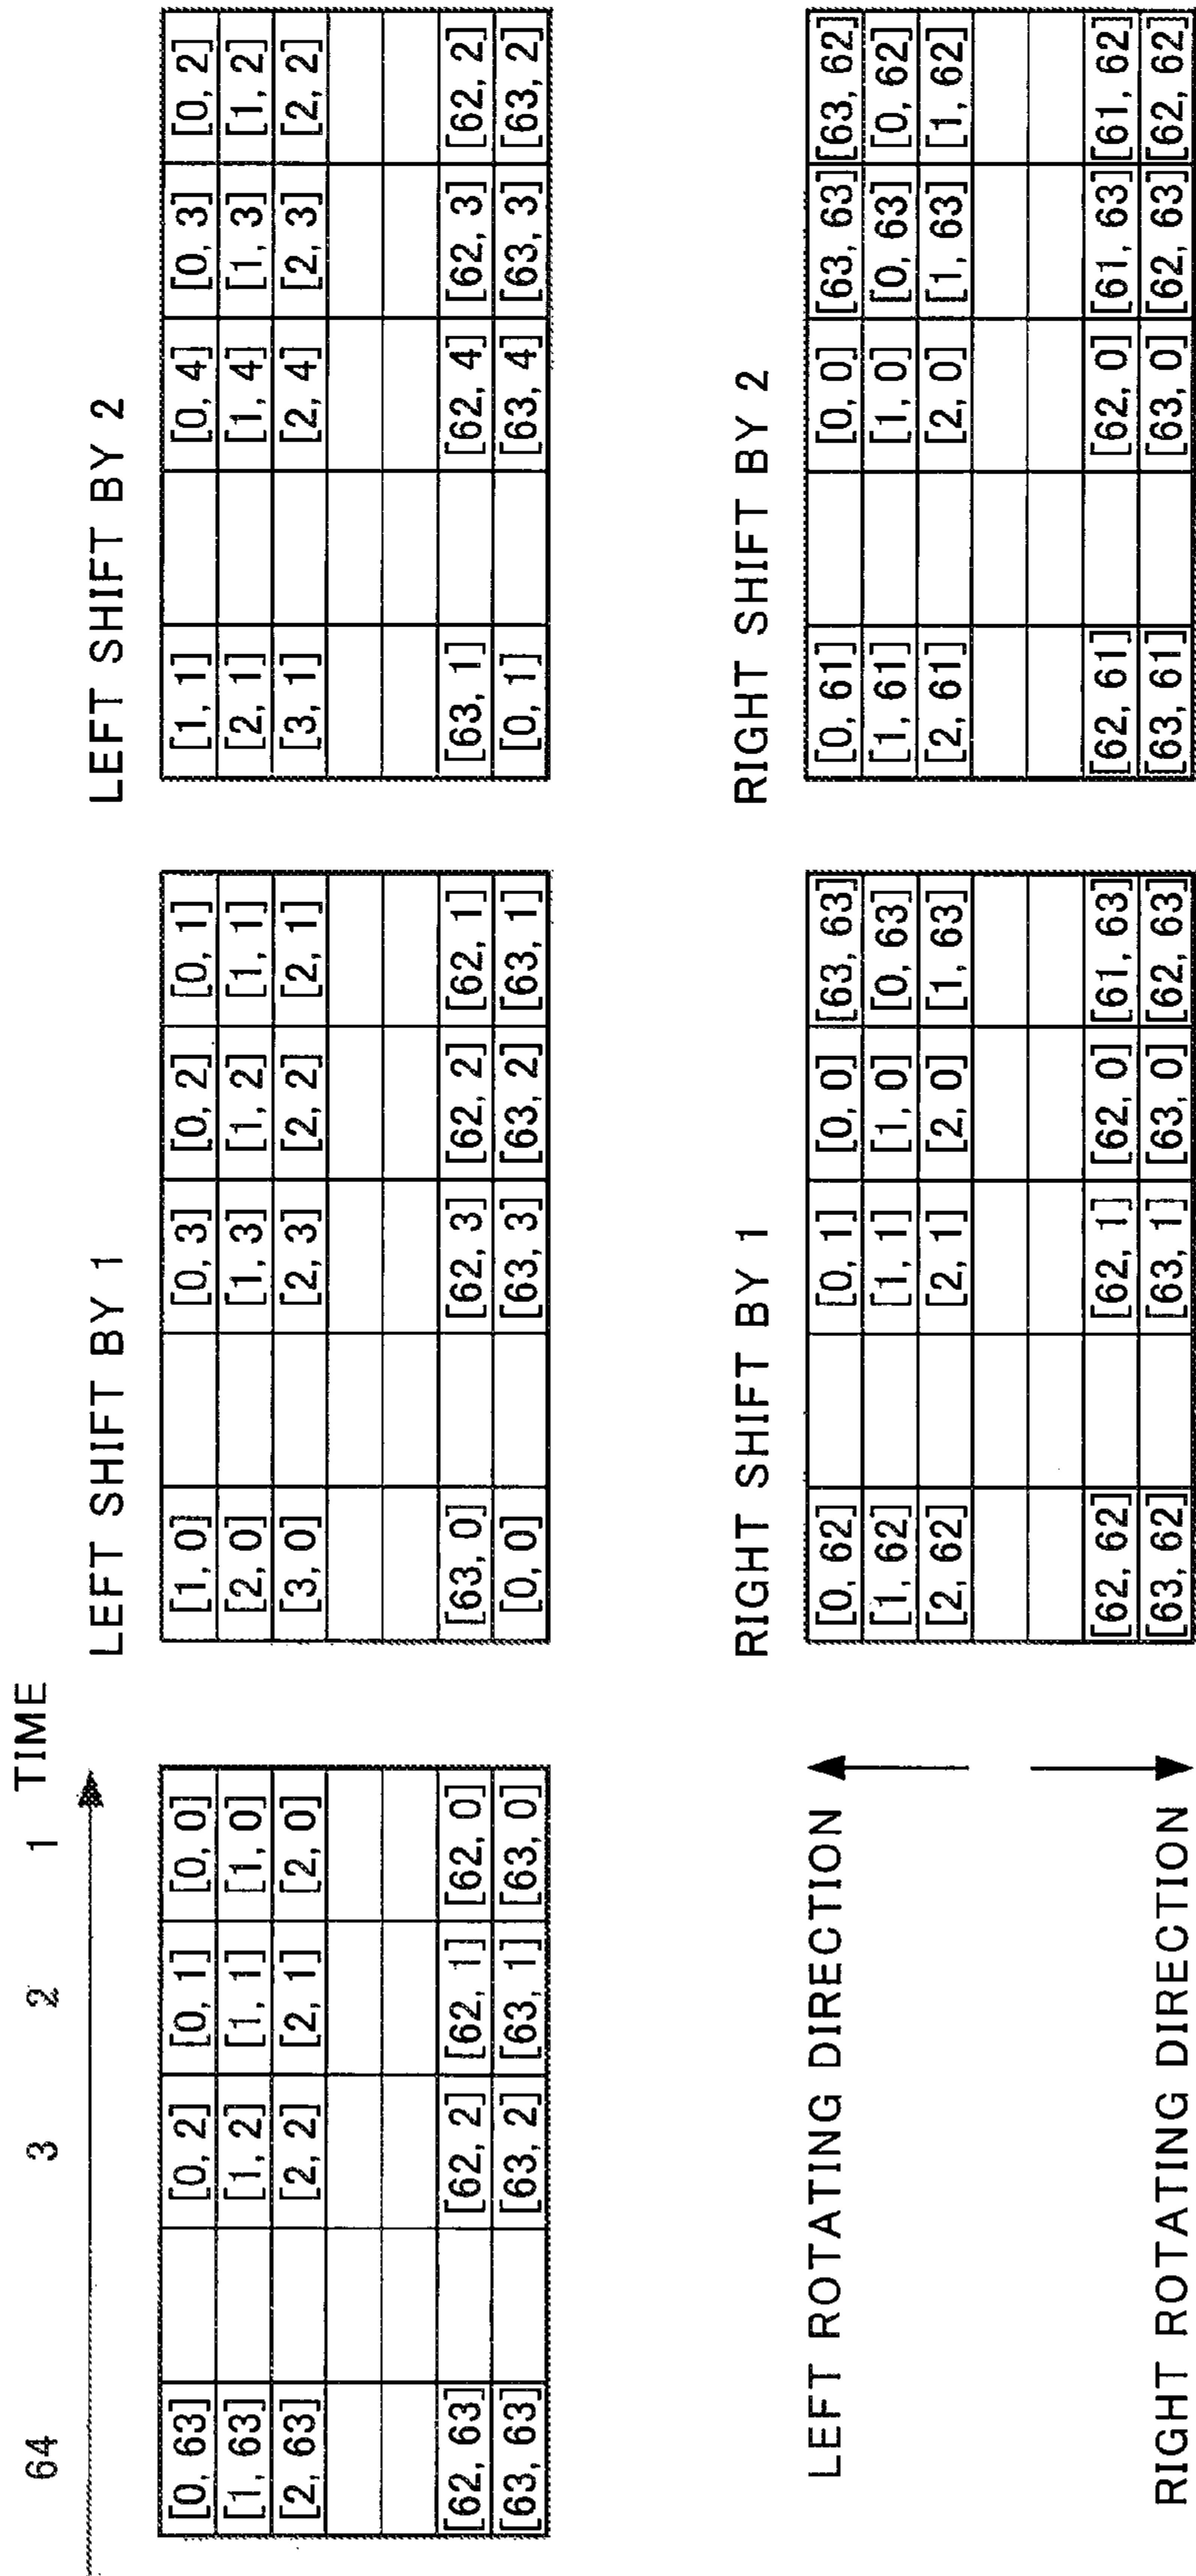 64 3 2 1 TIME
[0, 63] [0, 2] [0, 1] [0, 0]
[1, 63] [1, 2] [1, 1] [1, 0]
[2, 63] [2, 2] [2, 1] [2, 0]
[62, 63] [62, 2] [62, 1] [62, 0]
[63, 63] [63, 2] [63, 1] [63, 0]
LEFT SHIFT BY 1
[1, 0] [0, 3] [0, 2] [0, 1]
[2, 0] [1, 3] [1, 2] [1, 1]
[3, 0] [2, 3] [2, 2] [2, 1]
[63, 0] [62, 3] [62, 2] [62, 1]
[0, 0] [63, 3] [63, 2] [63, 1]
LEFT SHIFT BY 2
[1, 1] [0, 4] [0, 3] [0, 2]
[2, 1] [1, 4] [1, 3] [1, 2]
[3, 1] [2, 4] [2, 3] [2, 2]
[63, 1] [62, 4] [62, 3] [62, 2]
[0, 1] [63, 4] [63, 3] [63, 2]
LEFT ROTATING DIRECTION
RIGHT ROTATING DIRECTION
RIGHT SHIFT BY 1
[0, 62] [0, 1] [0, 0] [63, 63]
[1, 62] [1, 1] [1, 0] [0, 63]
[2, 62] [2, 1] [2, 0] [1, 63]
[62, 62] [62, 1] [62, 0] [61, 63]
[63, 62] [63, 1] [63, 0] [62, 63]
RIGHT SHIFT BY 2
[0, 61] [0, 0] [63, 63] [63, 62]
[1, 61] [1, 0] [0, 63] [0, 62]
[2, 61] [2, 0] [1, 63] [1, 62]
[62, 61] [62, 0] [61, 63] [61, 62]
[63, 61] [63, 0] [62, 63] [62, 62]